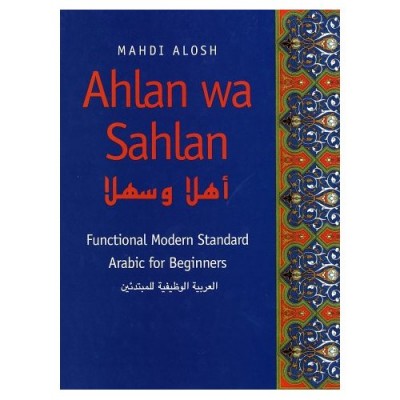 MAHDI ALOSH
Ahlan wa
Sahlan
أهلا وسهلا
Functional Modern Standard
Arabic for Beginners
العربية الوظيفية للمبتدئين